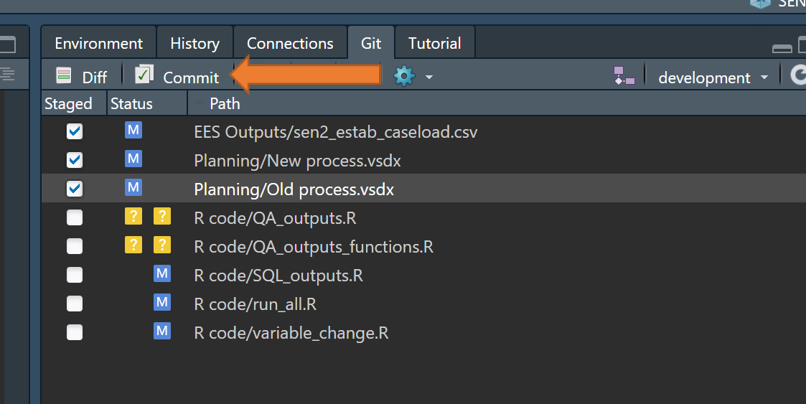 SEN
Environment History Connections Git Tutorial
Diff Commit development
Staged Status Path
M EES Outputs/sen2_estab_caseload.csv
M Planning/New process.vsdx
M Planning/Old process.vsdx
? ? R code/QA_outputs.R
? ? R code/QA_outputs_functions.R
M R code/SQL_outputs.R
M R code/run_all.R
M R code/variable_change.R